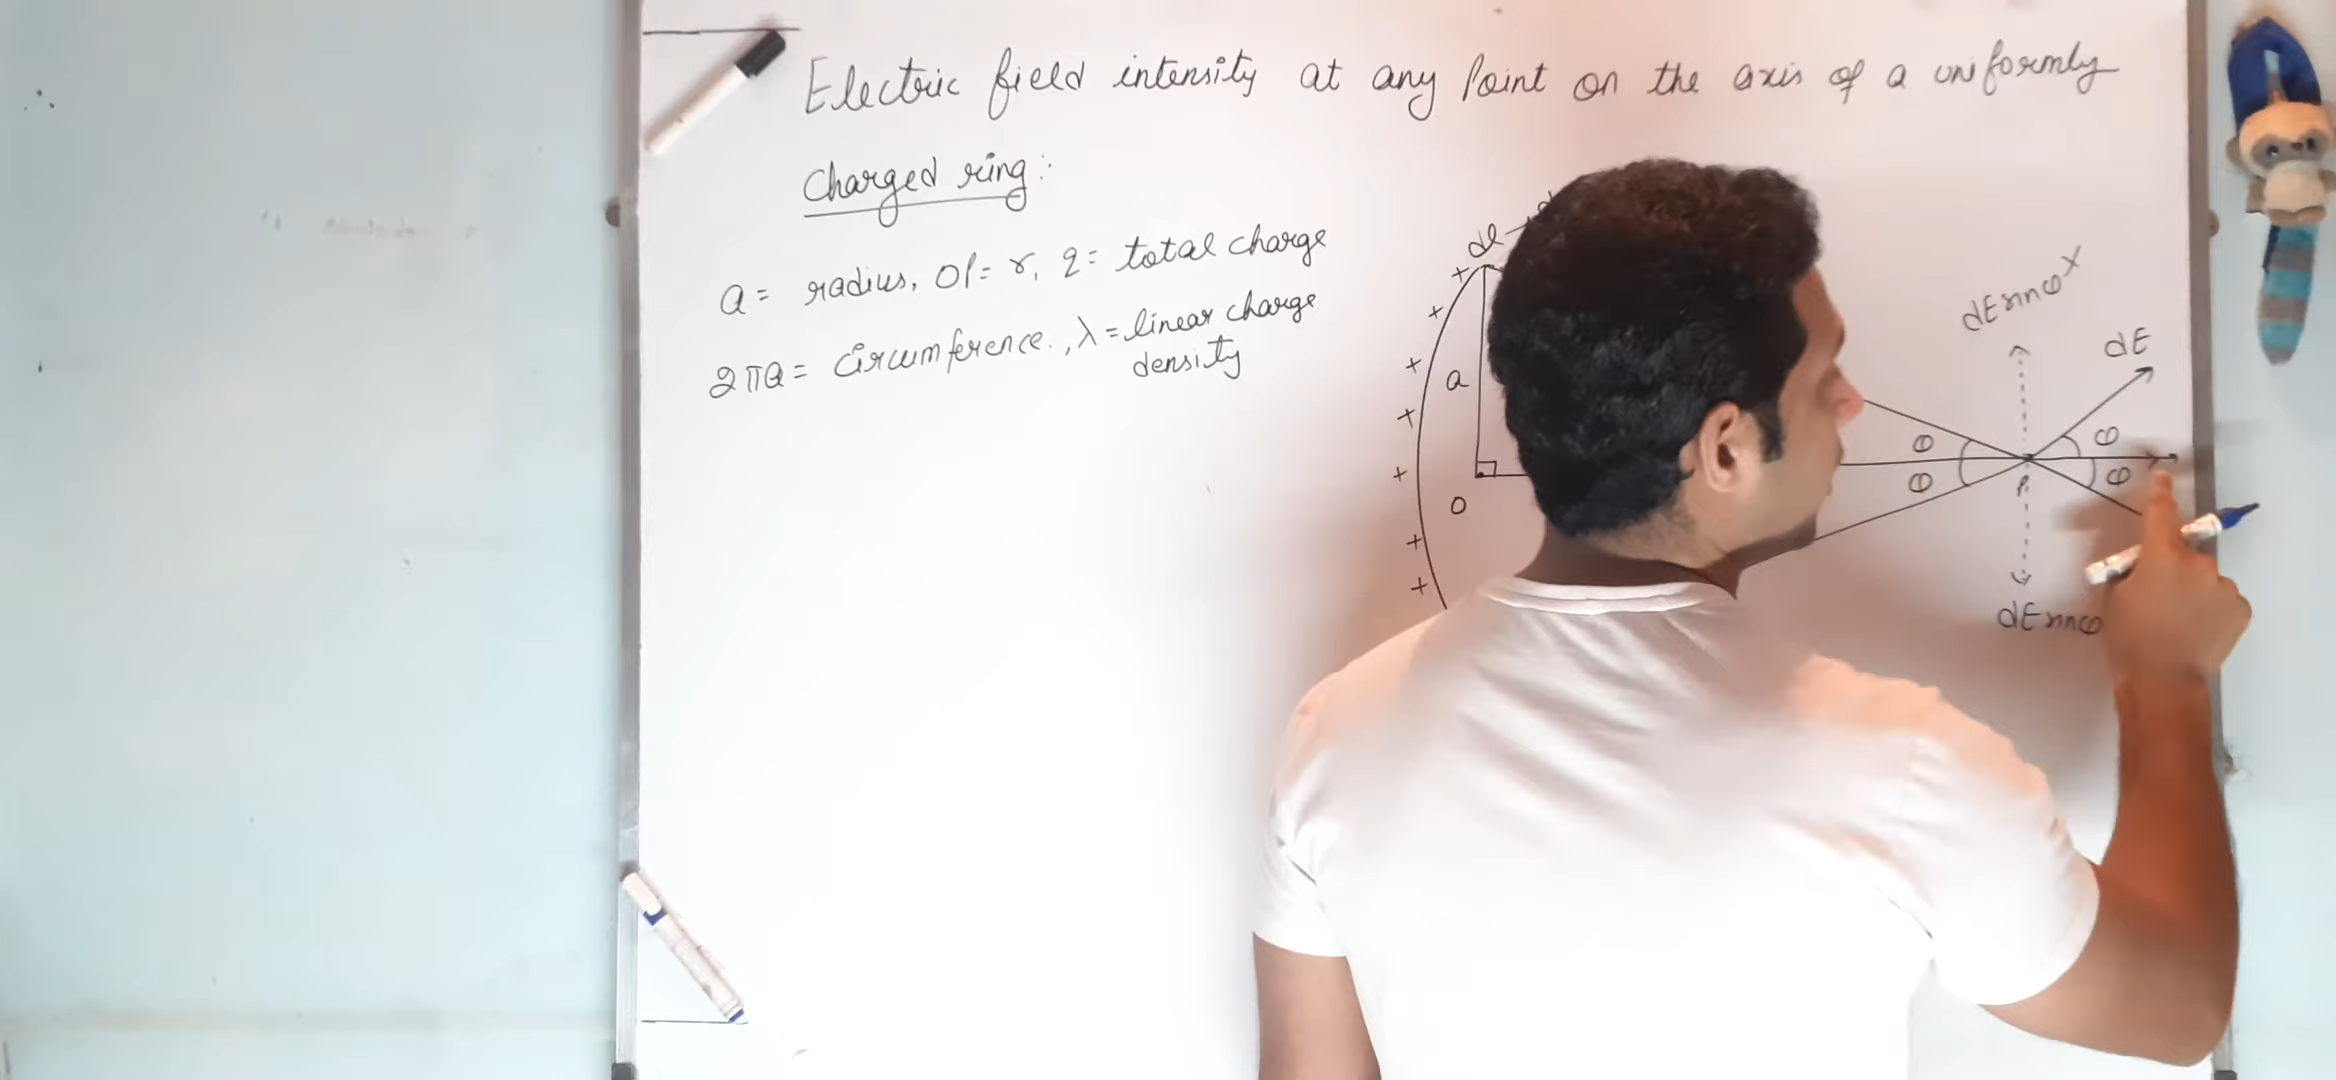 Electric field intensity at any Point on the axis of a uniformly
Charged ring:
a = radius, OP = r, q = total charge
2πa = Circumference., λ = linear charge
density
dl
+
+
+
+
+
+
+
a
O
θ
θ
P
dE sinθ
dE
θ
θ
dE sinθ